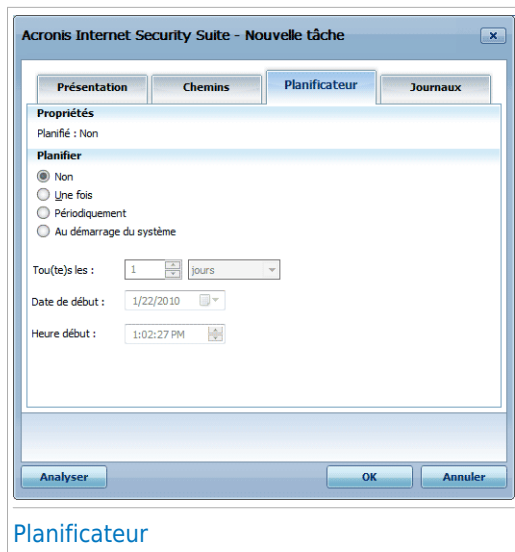 Acronis Internet Security Suite - Nouvelle tâche
Présentation Chemins Planificateur Journaux
Propriétés
Planifié : Non
Planifier
Non
Une fois
Périodiquement
Au démarrage du système
Tou(te)s les : 1 jours
Date de début : 1/22/2010
Heure début : 1:02:27 PM
Analyser OK Annuler
Planificateur